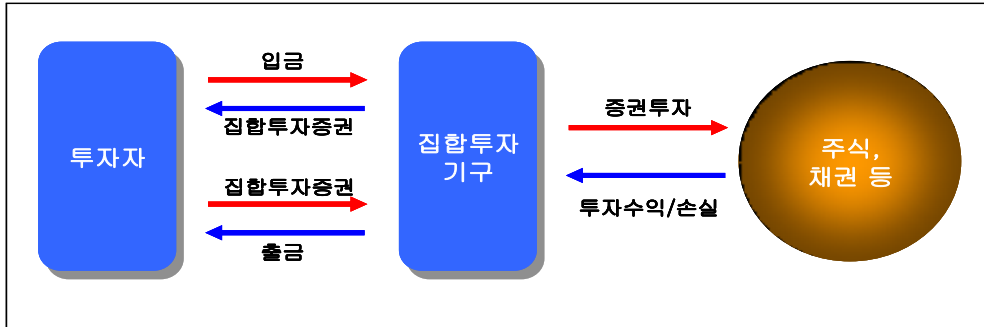 투자자
입금
집합투자증권
집합투자증권
출금
집합투자
기구
증권투자
투자수익/손실
주식,
채권 등